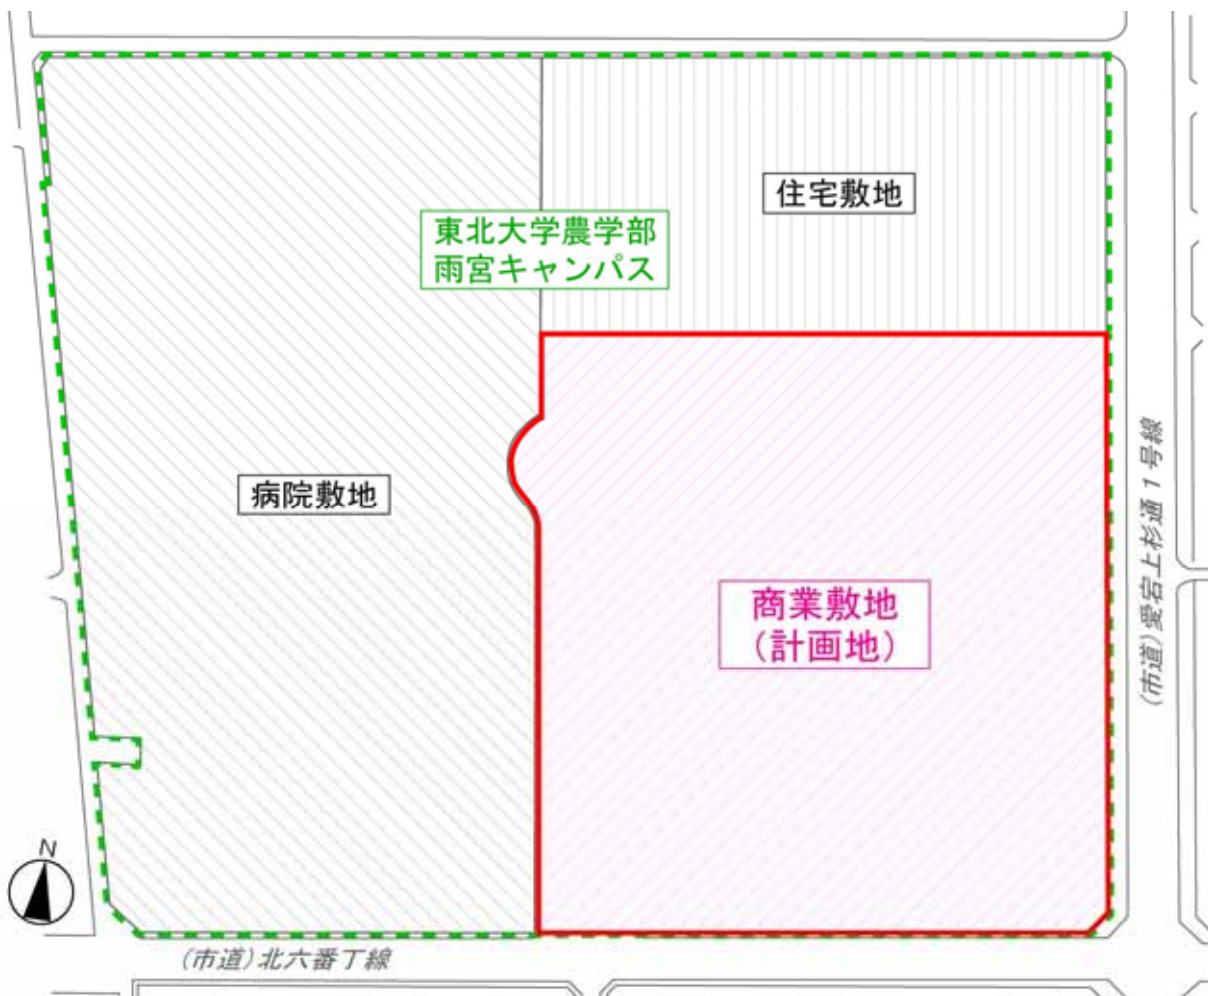 住宅敷地
東北大学農学部
雨宮キャンパス
病院敷地
(市道)愛宕上杉通1号線
商業敷地
(計画地)
N
(市道)北六番丁線